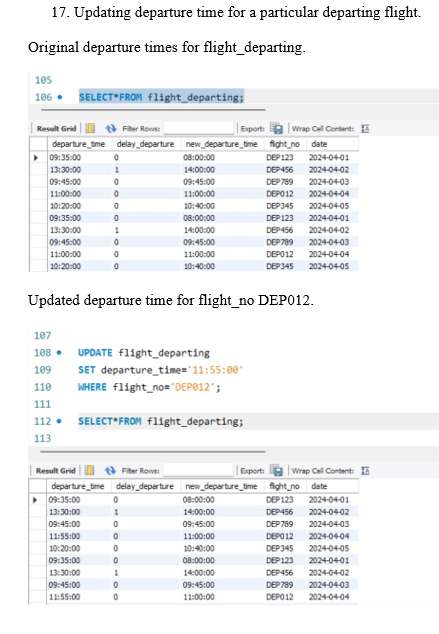 17. Updating departure time for a particular departing flight.
Original departure times for flight_departing.
105
106 SELECT*FROM flight_departing;
Result Grid Filter Rows: Export: Wrap Cell Content:
departure_time delay_departure new_departure_time flight_no date
09:35:00 0 08:00:00 DEP123 2024-04-01
13:30:00 1 14:00:00 DEP456 2024-04-02
09:45:00 0 09:45:00 DEP789 2024-04-03
11:00:00 0 11:00:00 DEP012 2024-04-04
10:20:00 0 10:40:00 DEP345 2024-04-05
09:35:00 0 08:00:00 DEP123 2024-04-01
13:30:00 1 14:00:00 DEP456 2024-04-02
09:45:00 0 09:45:00 DEP789 2024-04-03
11:00:00 0 11:00:00 DEP012 2024-04-04
10:20:00 0 10:40:00 DEP345 2024-04-05
Updated departure time for flight_no DEP012.
107
108 UPDATE flight_departing
109 SET departure_time='11:55:00'
110 WHERE flight_no='DEP012';
111
112 SELECT*FROM flight_departing;
113
Result Grid Filter Rows: Export: Wrap Cell Content:
departure_time delay_departure new_departure_time flight_no date
09:35:00 0 08:00:00 DEP123 2024-04-01
13:30:00 1 14:00:00 DEP456 2024-04-02
09:45:00 0 09:45:00 DEP789 2024-04-03
11:55:00 0 11:00:00 DEP012 2024-04-04
10:20:00 0 10:40:00 DEP345 2024-04-05
09:35:00 0 08:00:00 DEP123 2024-04-01
13:30:00 1 14:00:00 DEP456 2024-04-02
09:45:00 0 09:45:00 DEP789 2024-04-03
11:55:00 0 11:00:00 DEP012 2024-04-04